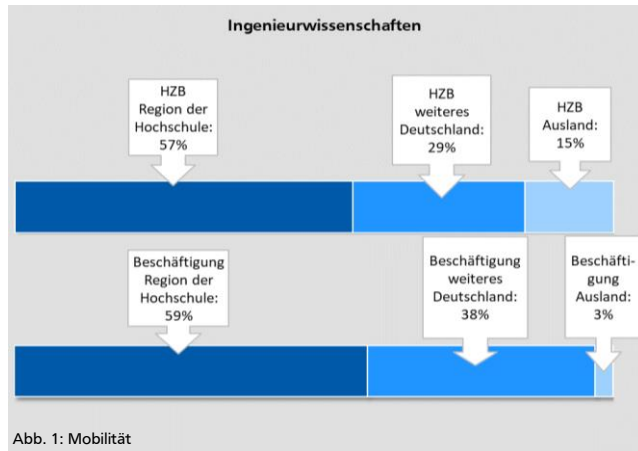 Ingenieurwissenschaften
HZB
Region der
Hochschule:
57%
HZB
weiteres
Deutschland:
29%
HZB
Ausland:
15%
Beschäftigung
Region der
Hochschule:
59%
Beschäftigung
weiteres
Deutschland:
38%
Beschäfti-
gung
Ausland:
3%
Abb. 1: Mobilität